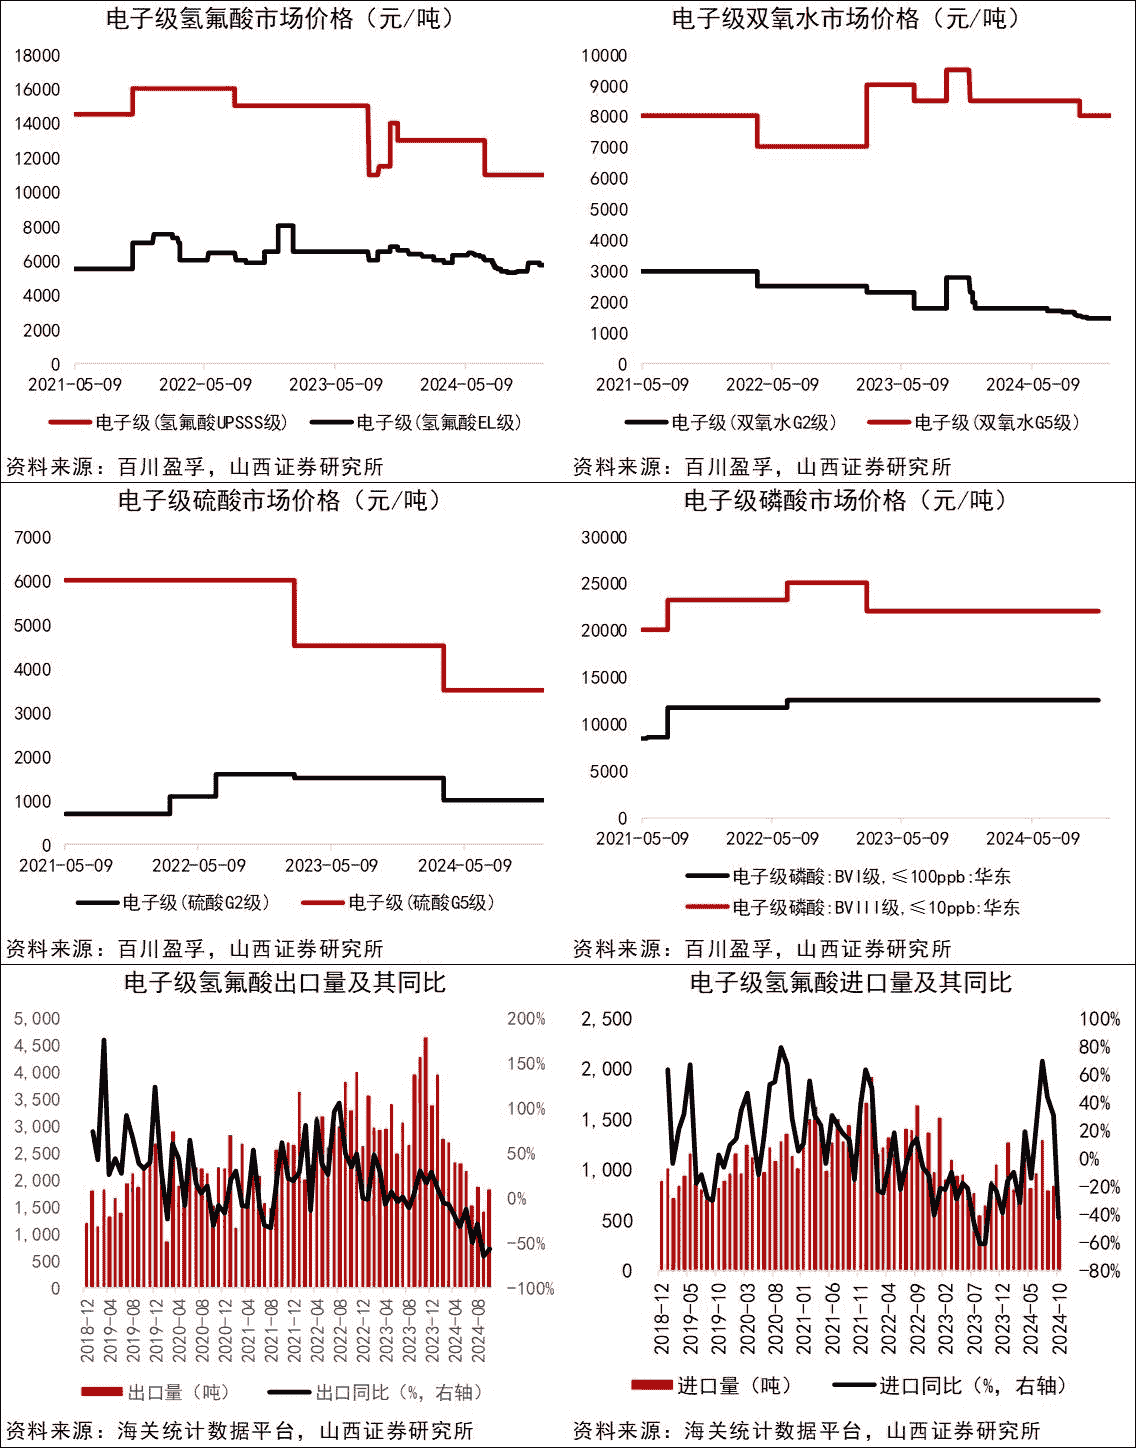 电子级氢氟酸市场价格（元/吨）
18000
16000
14000
12000
10000
8000
6000
4000
2000
0
2021-05-09 2022-05-09 2023-05-09 2024-05-09
电子级(氢氟酸UPSSS级) 电子级(氢氟酸EL级)
资料来源：百川盈孚，山西证券研究所
电子级双氧水市场价格（元/吨）
10000
9000
8000
7000
6000
5000
4000
3000
2000
1000
0
2021-05-09 2022-05-09 2023-05-09 2024-05-09
电子级(双氧水G2级) 电子级(双氧水G5级)
资料来源：百川盈孚，山西证券研究所
电子级硫酸市场价格（元/吨）
7000
6000
5000
4000
3000
2000
1000
0
2021-05-09 2022-05-09 2023-05-09 2024-05-09
电子级(硫酸G2级) 电子级(硫酸G5级)
资料来源：百川盈孚，山西证券研究所
电子级磷酸市场价格（元/吨）
30000
25000
20000
15000
10000
5000
0
2021-05-09 2022-05-09 2023-05-09 2024-05-09
电子级磷酸:BVI级,≤100ppb:华东
电子级磷酸:BVIII级,≤10ppb:华东
资料来源：百川盈孚，山西证券研究所
电子级氢氟酸出口量及其同比
5,000
4,500
4,000
3,500
3,000
2,500
2,000
1,500
1,000
500
0
200%
150%
100%
50%
0%
-50%
-100%
2018-12 2019-04 2019-08 2019-12 2020-04 2020-08 2020-12 2021-04 2021-08 2021-12 2022-04 2022-08 2022-12 2023-04 2023-08 2023-12 2024-04 2024-08
出口量（吨） 出口同比（%，右轴）
资料来源：海关统计数据平台，山西证券研究所
电子级氢氟酸进口量及其同比
2,500
2,000
1,500
1,000
500
0
100%
80%
60%
40%
20%
0%
-20%
-40%
-60%
-80%
2018-12 2019-05 2019-10 2020-03 2020-08 2021-01 2021-06 2021-11 2022-04 2022-09 2023-02 2023-07 2023-12 2024-05 2024-10
进口量（吨） 进口同比（%，右轴）
资料来源：海关统计数据平台，山西证券研究所